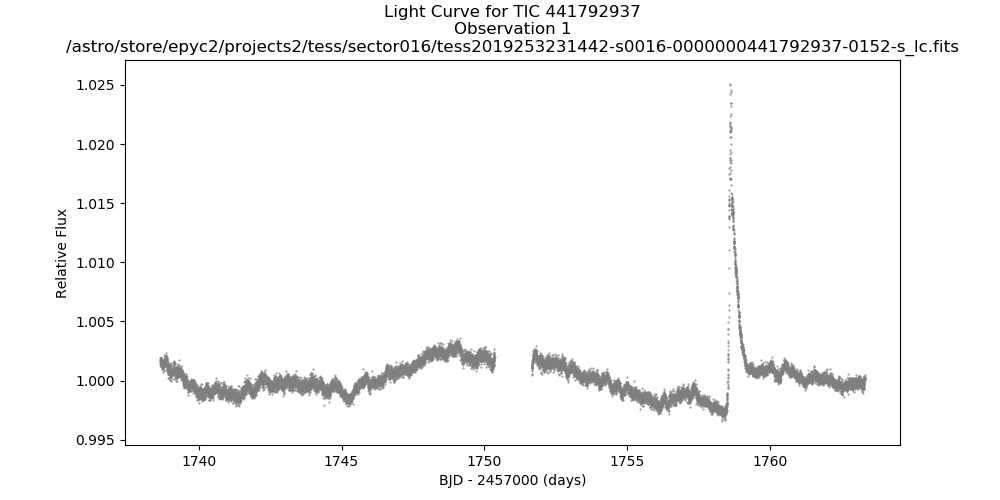 Light Curve for TIC 441792937
Observation 1
/astro/store/epyc2/projects2/tess/sector016/tess2019253231442-s0016-0000000441792937-0152-s_lc.fits
1.025
1.020
1.015
1.010
1.005
1.000
0.995
Relative Flux
1740
1745
1750
1755
1760
BJD - 2457000 (days)